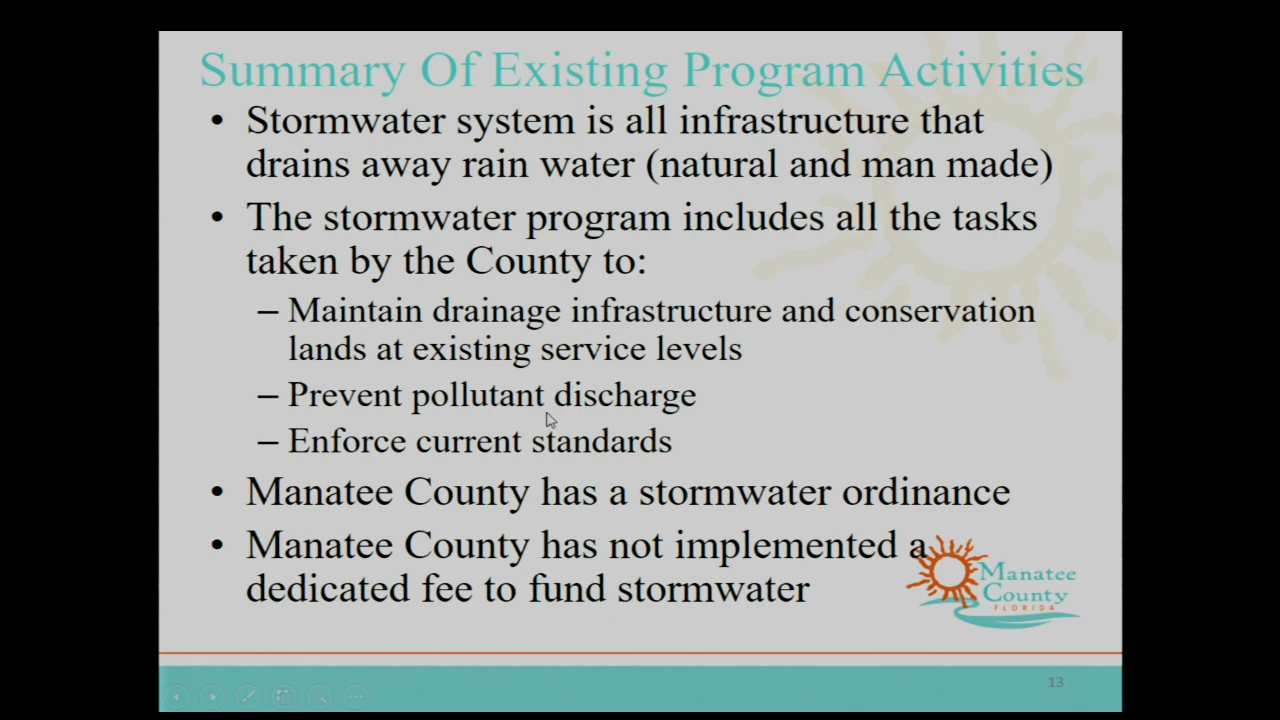 Summary Of Existing Program Activities
• Stormwater system is all infrastructure that
drains away rain water (natural and man made)
• The stormwater program includes all the tasks
taken by the County to:
– Maintain drainage infrastructure and conservation
lands at existing service levels
– Prevent pollutant discharge
– Enforce current standards
• Manatee County has a stormwater ordinance
• Manatee County has not implemented a
dedicated fee to fund stormwater
Manatee
County
FLORIDA
13